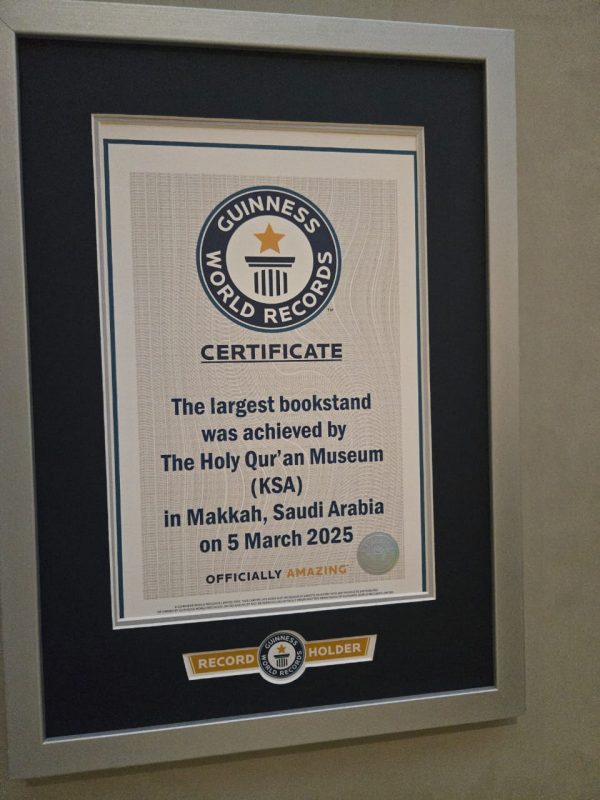 GUINNESS
WORLD RECORDS
TM
CERTIFICATE
The largest bookstand
was achieved by
The Holy Qur'an Museum
(KSA)
in Makkah, Saudi Arabia
on 5 March 2025
OFFICIALLY AMAZING
RECORD HOLDER
GUINNESS
WORLD RECORDS